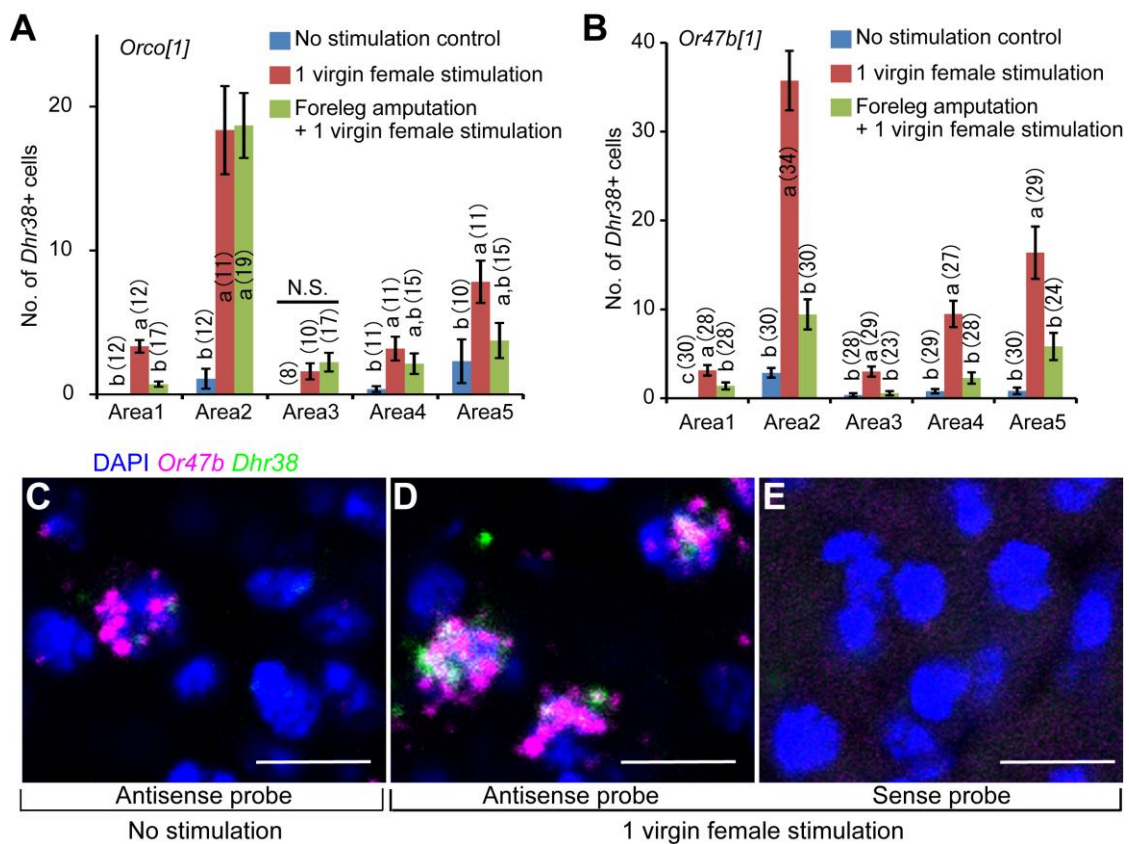 A
Orco[1]
No stimulation control
1 virgin female stimulation
Foreleg amputation
+ 1 virgin female stimulation
No. of Dhr38+ cells
20
10
0
b (12)
a (12)
b (17)
b (12)
a (11)
a (19)
N.S.
(8)
(10)
(17)
b (11)
a (11)
a,b (15)
b (10)
a (11)
a,b (15)
Area1 Area2 Area3 Area4 Area5
B
Or47b[1]
No stimulation control
1 virgin female stimulation
Foreleg amputation
+ 1 virgin female stimulation
No. of Dhr38+ cells
40
30
20
10
0
c (30)
a (28)
b (28)
b (30)
a (34)
b (30)
b (28)
a (29)
b (23)
b (29)
a (27)
b (28)
b (30)
a (29)
b (24)
Area1 Area2 Area3 Area4 Area5
DAPI Or47b Dhr38
C
D
E
Antisense probe
Antisense probe
Sense probe
No stimulation
1 virgin female stimulation